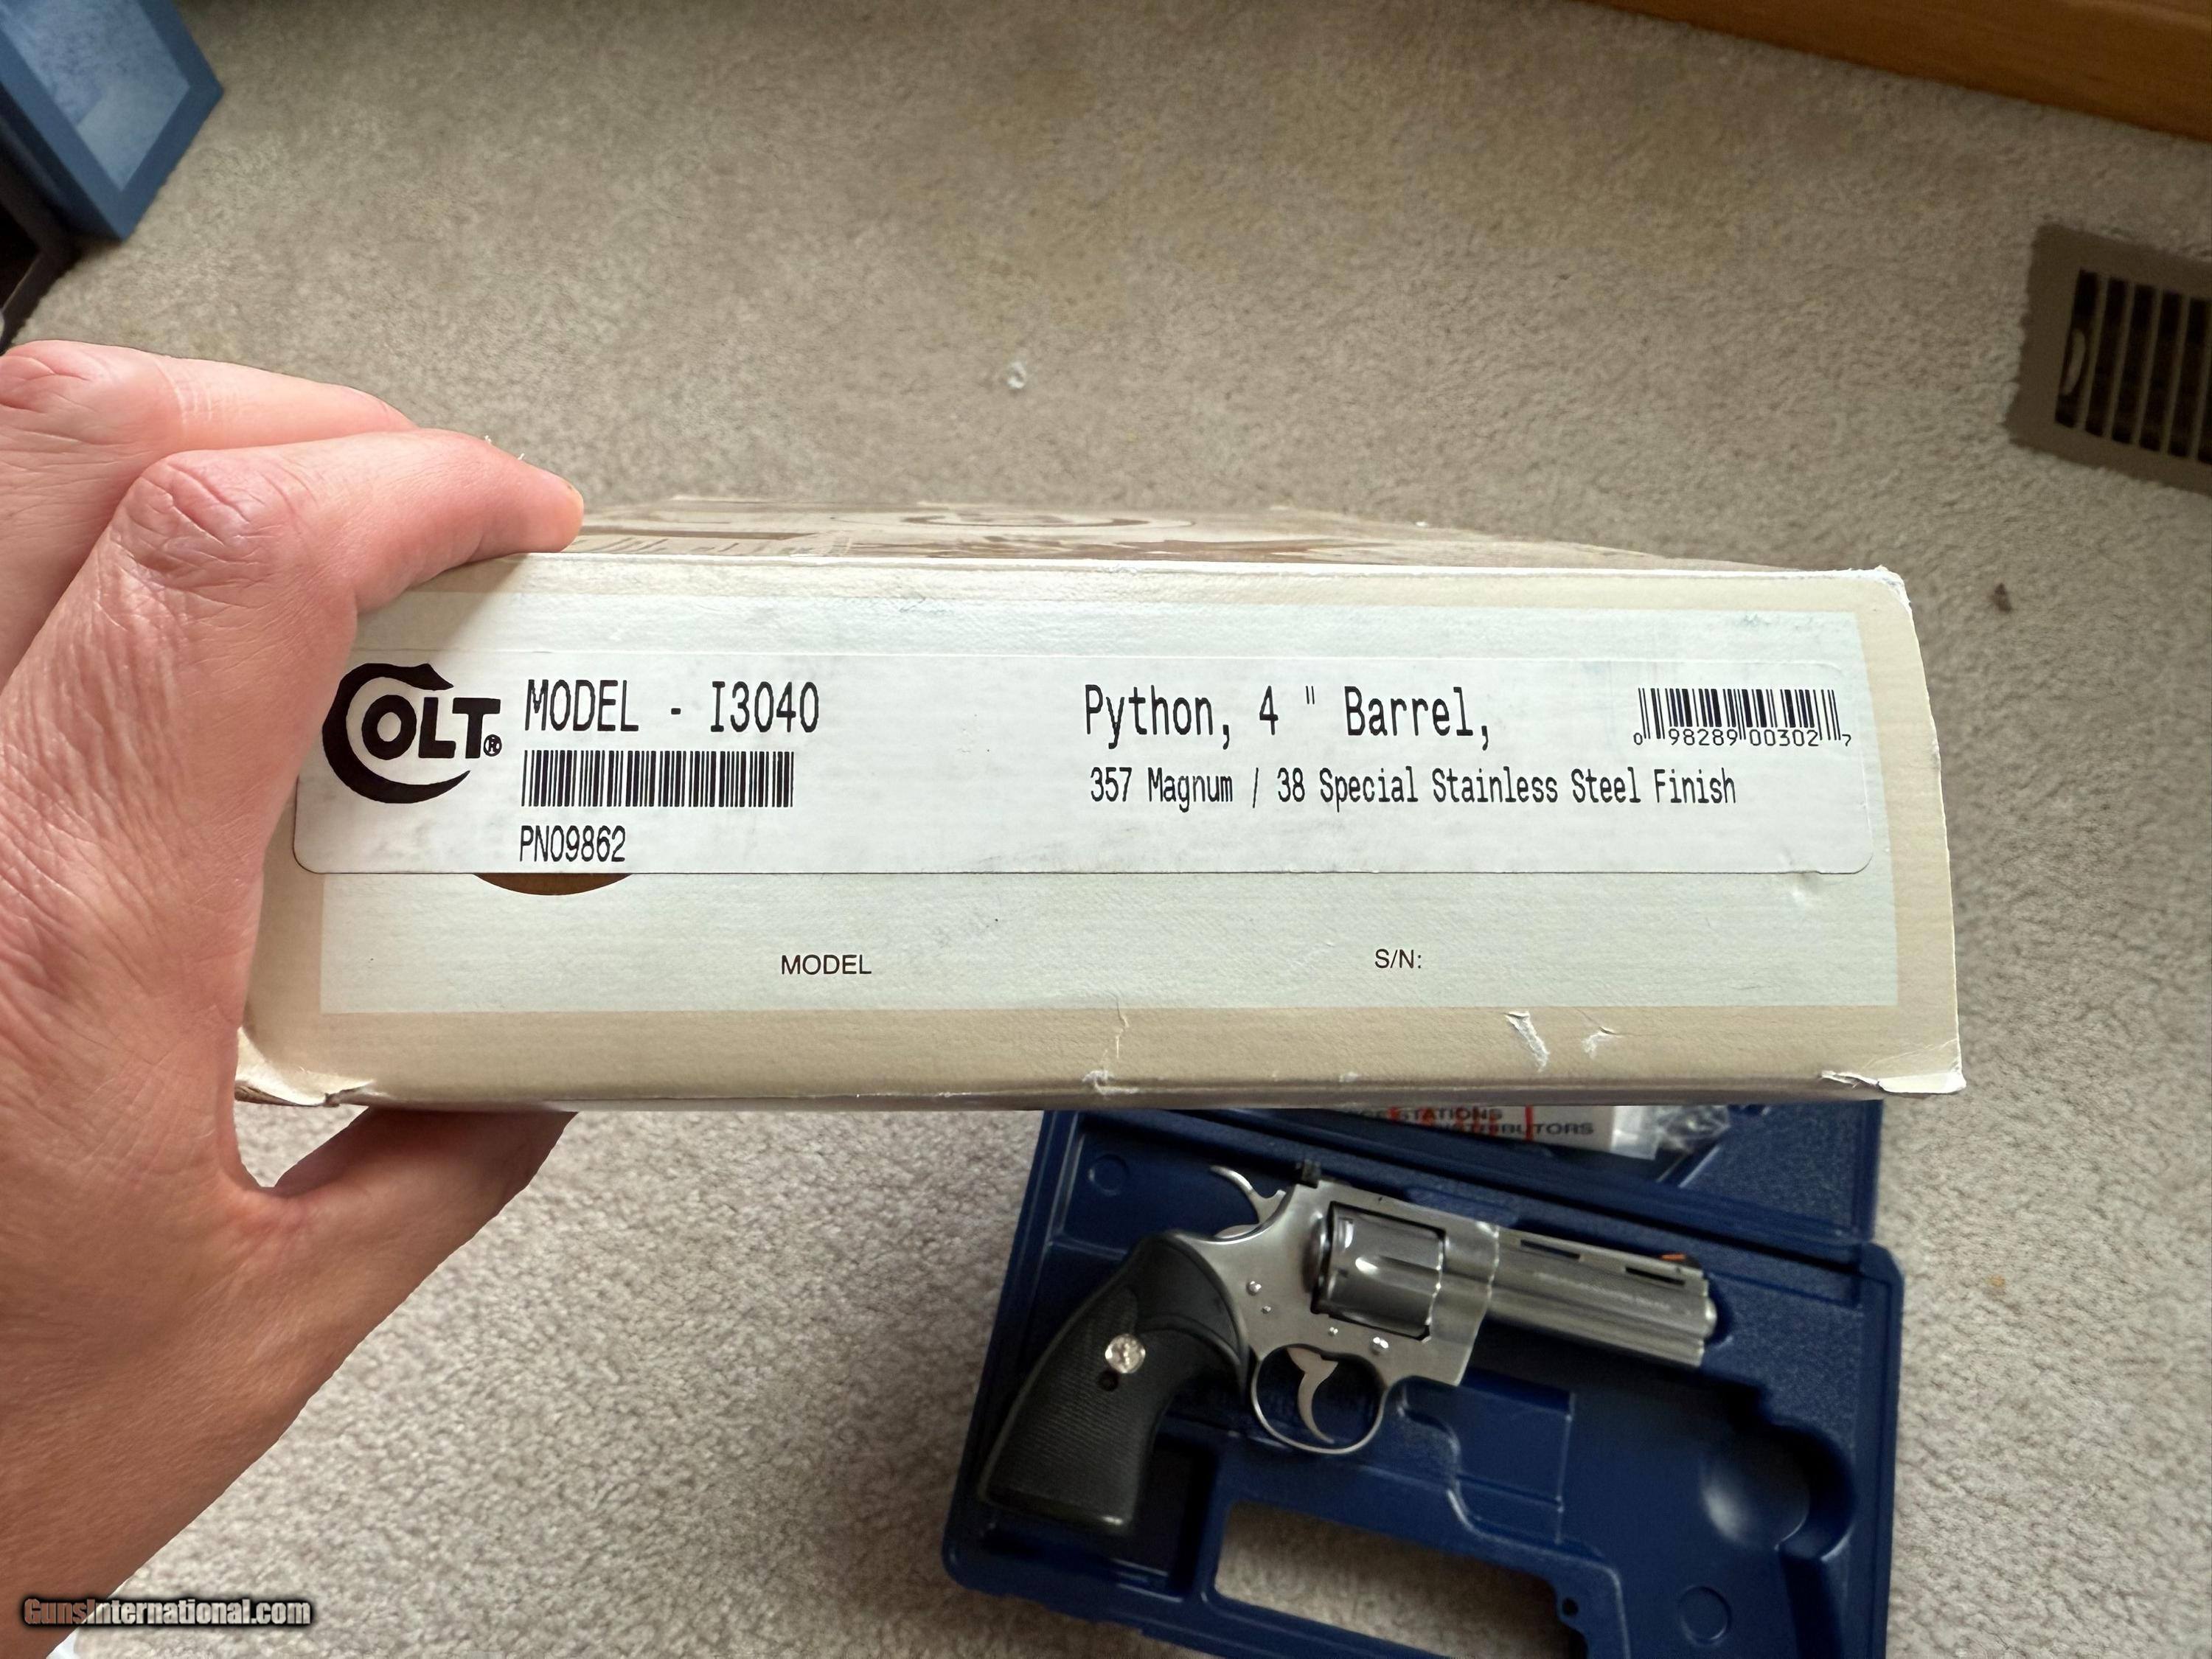 COLT®
MODEL - I3040
PN09862
Python, 4 " Barrel,
357 Magnum / 38 Special Stainless Steel Finish
0 98289 00302 7
MODEL
S/N:
STATIONS
GunsInternational.com